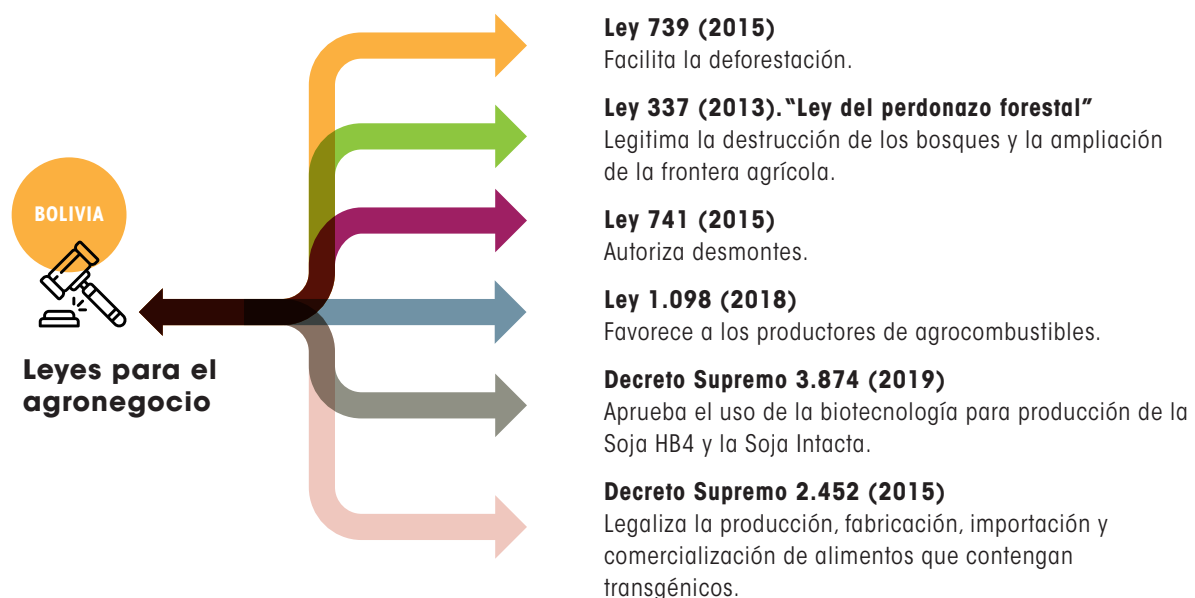 BOLIVIA
Leyes para el
agronegocio
Ley 739 (2015)
Facilita la deforestación.
Ley 337 (2013). “Ley del perdonazo forestal”
Legitima la destrucción de los bosques y la ampliación
de la frontera agrícola.
Ley 741 (2015)
Autoriza desmontes.
Ley 1.098 (2018)
Favorece a los productores de agrocombustibles.
Decreto Supremo 3.874 (2019)
Aprueba el uso de la biotecnología para producción de la
Soja HB4 y la Soja Intacta.
Decreto Supremo 2.452 (2015)
Legaliza la producción, fabricación, importación y
comercialización de alimentos que contengan
transgénicos.